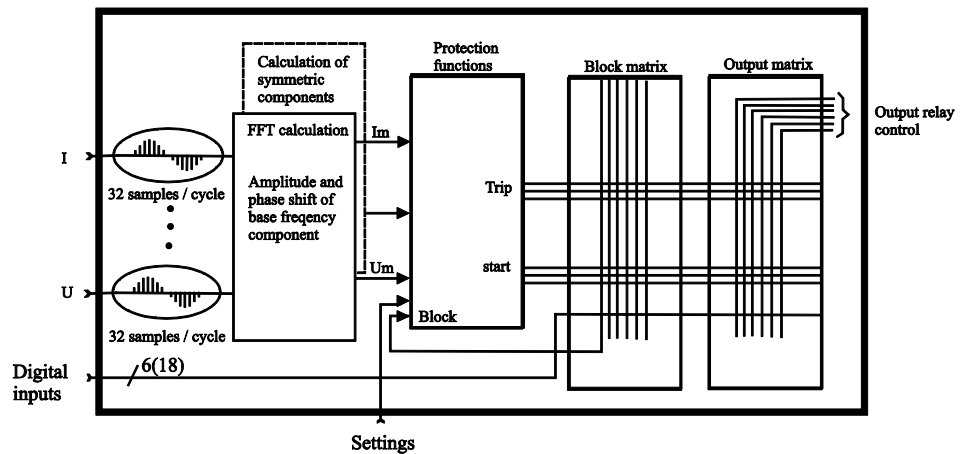 Calculation of
symmetric
components
Protection
functions
Block matrix
Output matrix
FFT calculation
Im
Output relay
control
I
32 samples / cycle
Amplitude and
phase shift of
base freqency
component
Trip
Um
start
U
Block
32 samples / cycle
Digital
inputs
6(18)
Settings